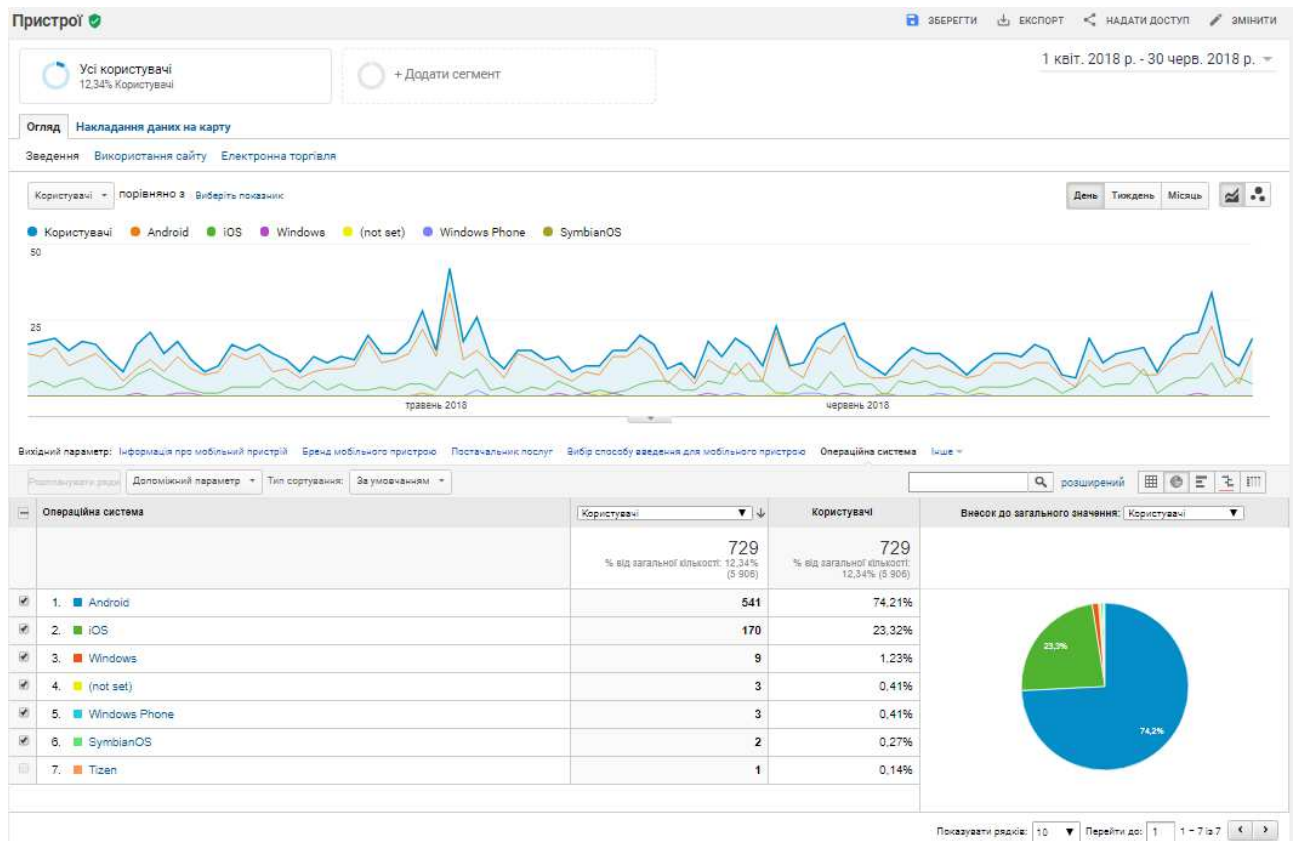 Пристрої
ЗБЕРЕГТИ ЕКСПОРТ НАДАТИ ДОСТУП ЗМІНИТИ
Усі користувачі
12,34% Користувачі
+ Додати сегмент
1 квіт. 2018 р. - 30 черв. 2018 р.
Огляд Накладання даних на карту
Зведення Використання сайту Електронна торгівля
Користувачі порівняно з Виберіть показник
День Тиждень Місяць
Користувачі Android iOS Windows (not set) Windows Phone SymbianOS
50
25
травень 2018 червень 2018
Вихідний параметр: Інформація про мобільний пристрій Бренд мобільного пристрою Постачальник послуг Вибір способу введення для мобільного пристрою Операційна система Інше
Допоміжний параметр Тип сортування: За умовчанням
розширений
Операційна система Користувачі Користувачі Внесок до загального значення: Користувачі
729 729
% від загальної кількості: 12,34% % від загальної кількості:
(5 906) 12,34% (5 906)
1. Android 541 74,21%
2. iOS 170 23,32%
3. Windows 9 1,23%
4. (not set) 3 0,41%
5. Windows Phone 3 0,41%
6. SymbianOS 2 0,27%
7. Tizen 1 0,14%
23,3%
74,2%
Показувати рядків: 10 Перейти до: 1 1 – 7 із 7